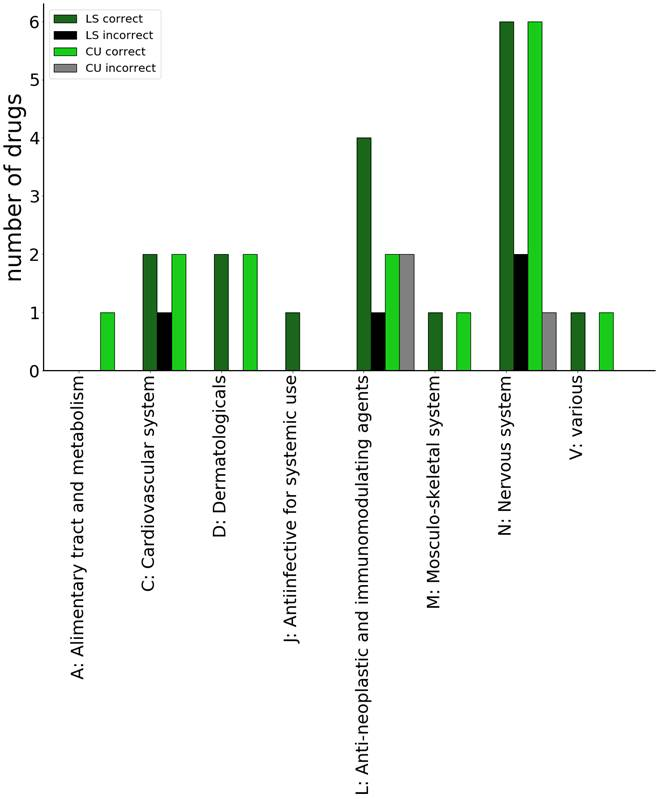 LS correct
LS incorrect
CU correct
CU incorrect
number of drugs
6
5
4
3
2
1
0
A: Alimentary tract and metabolism
C: Cardiovascular system
D: Dermatologicals
J: Antiinfective for systemic use
L: Anti-neoplastic and immunomodulating agents
M: Mosculo-skeletal system
N: Nervous system
V: various